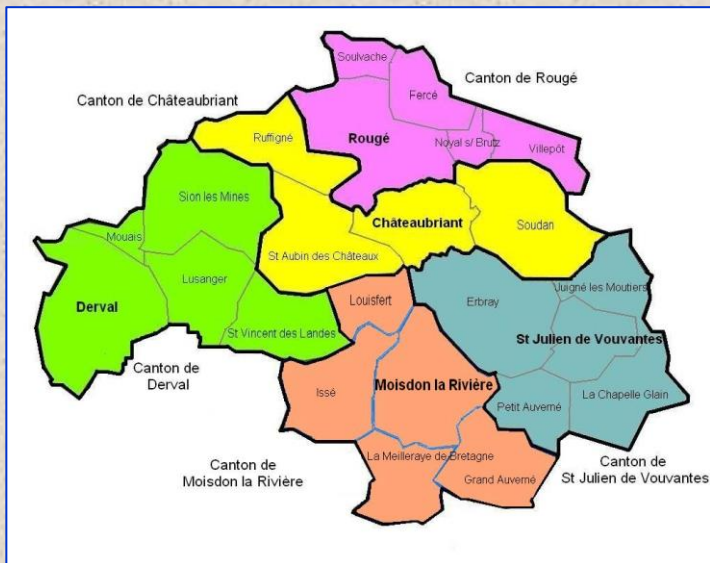 Soulvache
Canton de Rougé
Fercé
Canton de Châteaubriant
Ruffigné
Rougé
Noyal s/ Brutz
Villepôt
Sion les Mines
Châteaubriant
Soudan
Mouais
St Aubin des Châteaux
Lusanger
Louisfert
Erbray
Juigné les Moutiers
Derval
St Vincent des Landes
St Julien de Vouvantes
Canton de
Derval
Issé
Moisdon la Rivière
Petit Auverné
La Chapelle Glain
La Meilleraye de Bretagne
Canton de
Moisdon la Rivière
Grand Auverné
Canton de
St Julien de Vouvantes